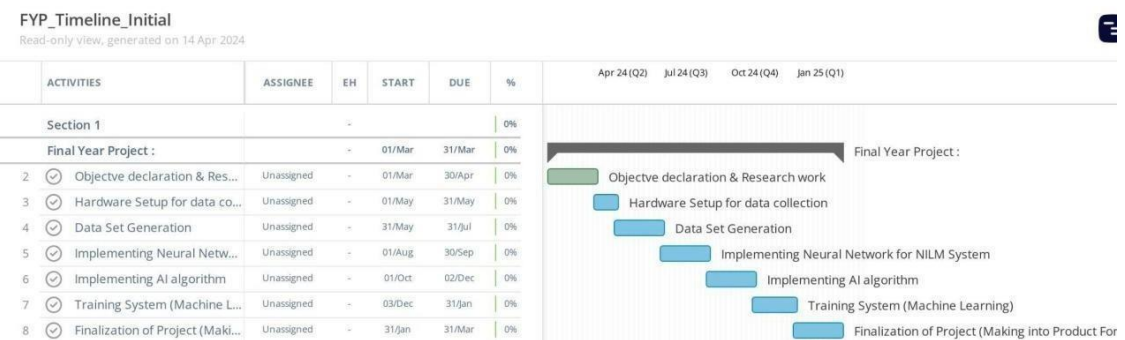 FYP_Timeline_Initial
Read-only view, generated on 14 Apr 2024
ACTIVITIES ASSIGNEE EH START DUE % Apr 24 (Q2) Jul 24 (Q3) Oct 24 (Q4) Jan 25 (Q1)
Section 1 - 0%
Final Year Project : - 01/Mar 31/Mar 0% Final Year Project :
2 Objectve declaration & Res... Unassigned - 01/Mar 30/Apr 0% Objectve declaration & Research work
3 Hardware Setup for data co... Unassigned - 01/May 31/May 0% Hardware Setup for data collection
4 Data Set Generation Unassigned - 31/May 31/Jul 0% Data Set Generation
5 Implementing Neural Netw... Unassigned - 01/Aug 30/Sep 0% Implementing Neural Network for NILM System
6 Implementing AI algorithm Unassigned - 01/Oct 02/Dec 0% Implementing AI algorithm
7 Training System (Machine L... Unassigned - 03/Dec 31/Jan 0% Training System (Machine Learning)
8 Finalization of Project (Maki... Unassigned - 31/Jan 31/Mar 0% Finalization of Project (Making into Product For